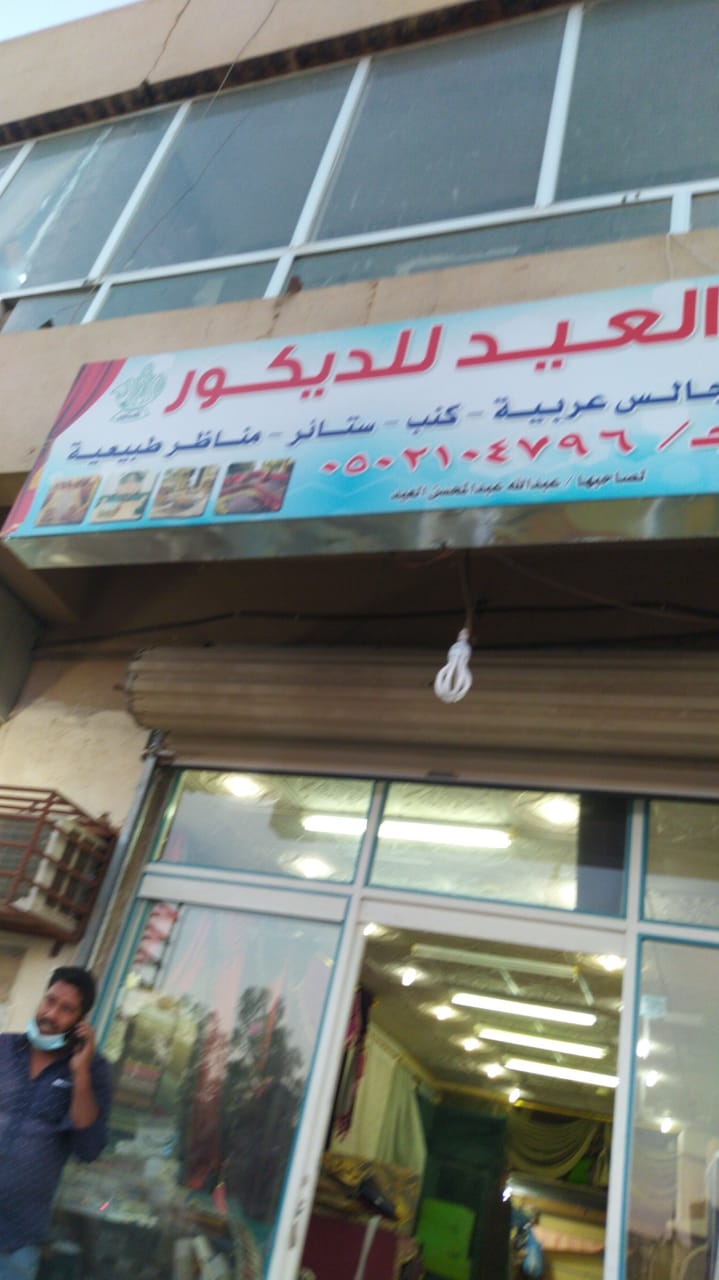 العيد للديكور
جالس عربية - كنب - ستائر - مناظر طبيعية
ج/ ٠٥٠٢١٠٤٧٩٦
لصاحبها / عبدالله عبدالمحسن العيد